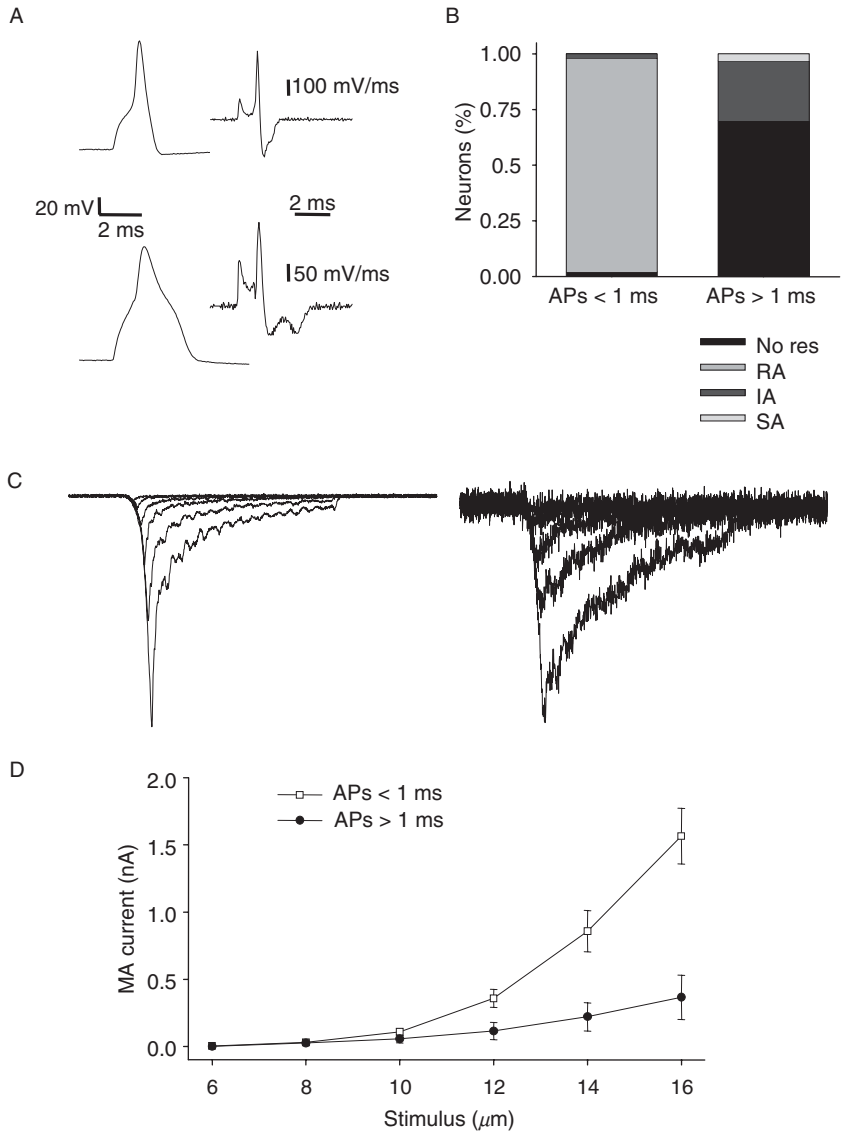 A
100 mV/ms
20 mV
2 ms
2 ms
50 mV/ms
B
Neurons (%)
1.00
0.75
0.50
0.25
0.00
APs < 1 ms
APs > 1 ms
No res
RA
IA
SA
C
D
MA current (nA)
2.0
1.5
1.0
0.5
0.0
APs < 1 ms
APs > 1 ms
6 8 10 12 14 16
Stimulus (μm)